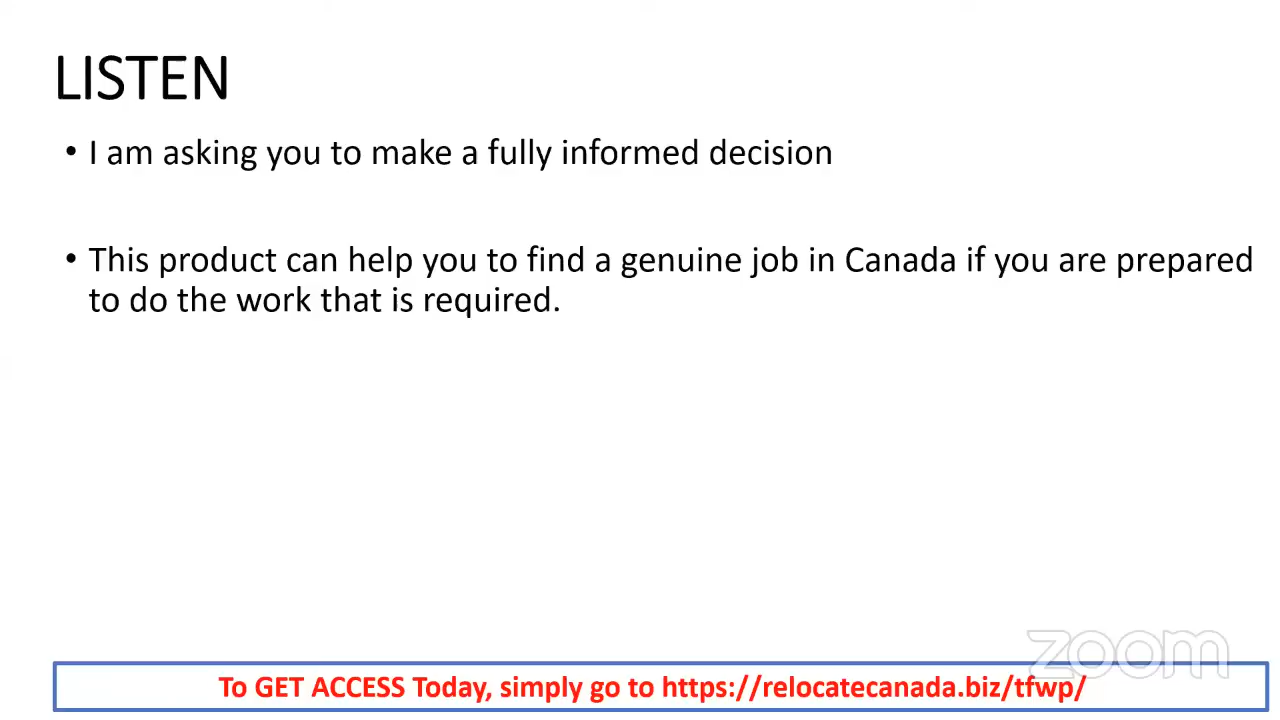 LISTEN
• I am asking you to make a fully informed decision
• This product can help you to find a genuine job in Canada if you are prepared
to do the work that is required.
zoom
To GET ACCESS Today, simply go to https://relocatecanada.biz/tfwp/